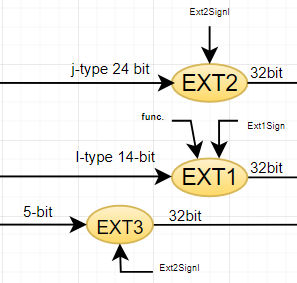 Ext2Signl
j-type 24 bit
EXT2
32bit
func.
Ext1Sign
I-type 14-bit
EXT1
32bit
5-bit
EXT3
32bit
Ext2Signl